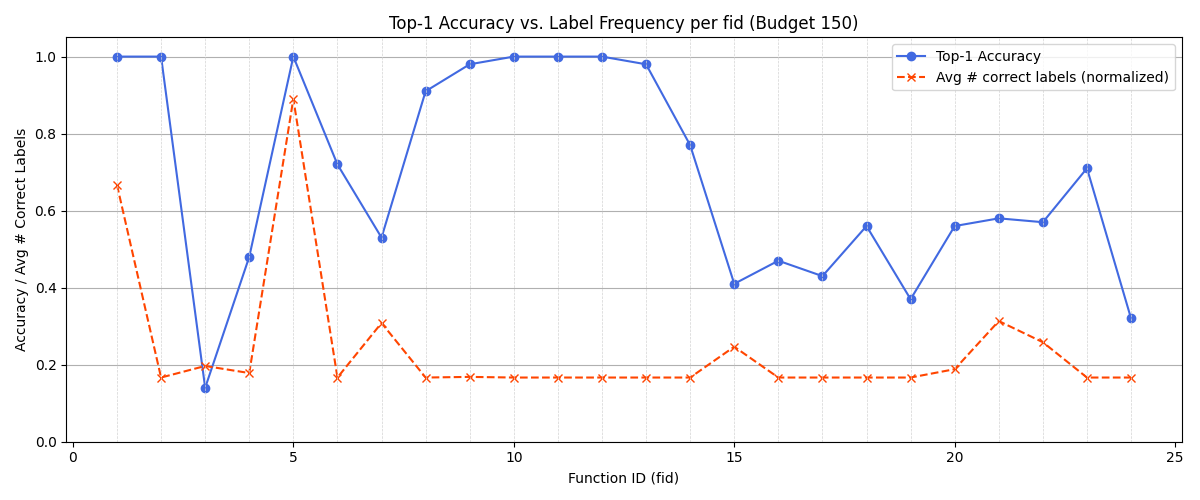 Top-1 Accuracy vs. Label Frequency per fid (Budget 150)
Top-1 Accuracy
Avg # correct labels (normalized)
Accuracy / Avg # Correct Labels
1.0
0.8
0.6
0.4
0.2
0.0
0 5 10 15 20 25
Function ID (fid)